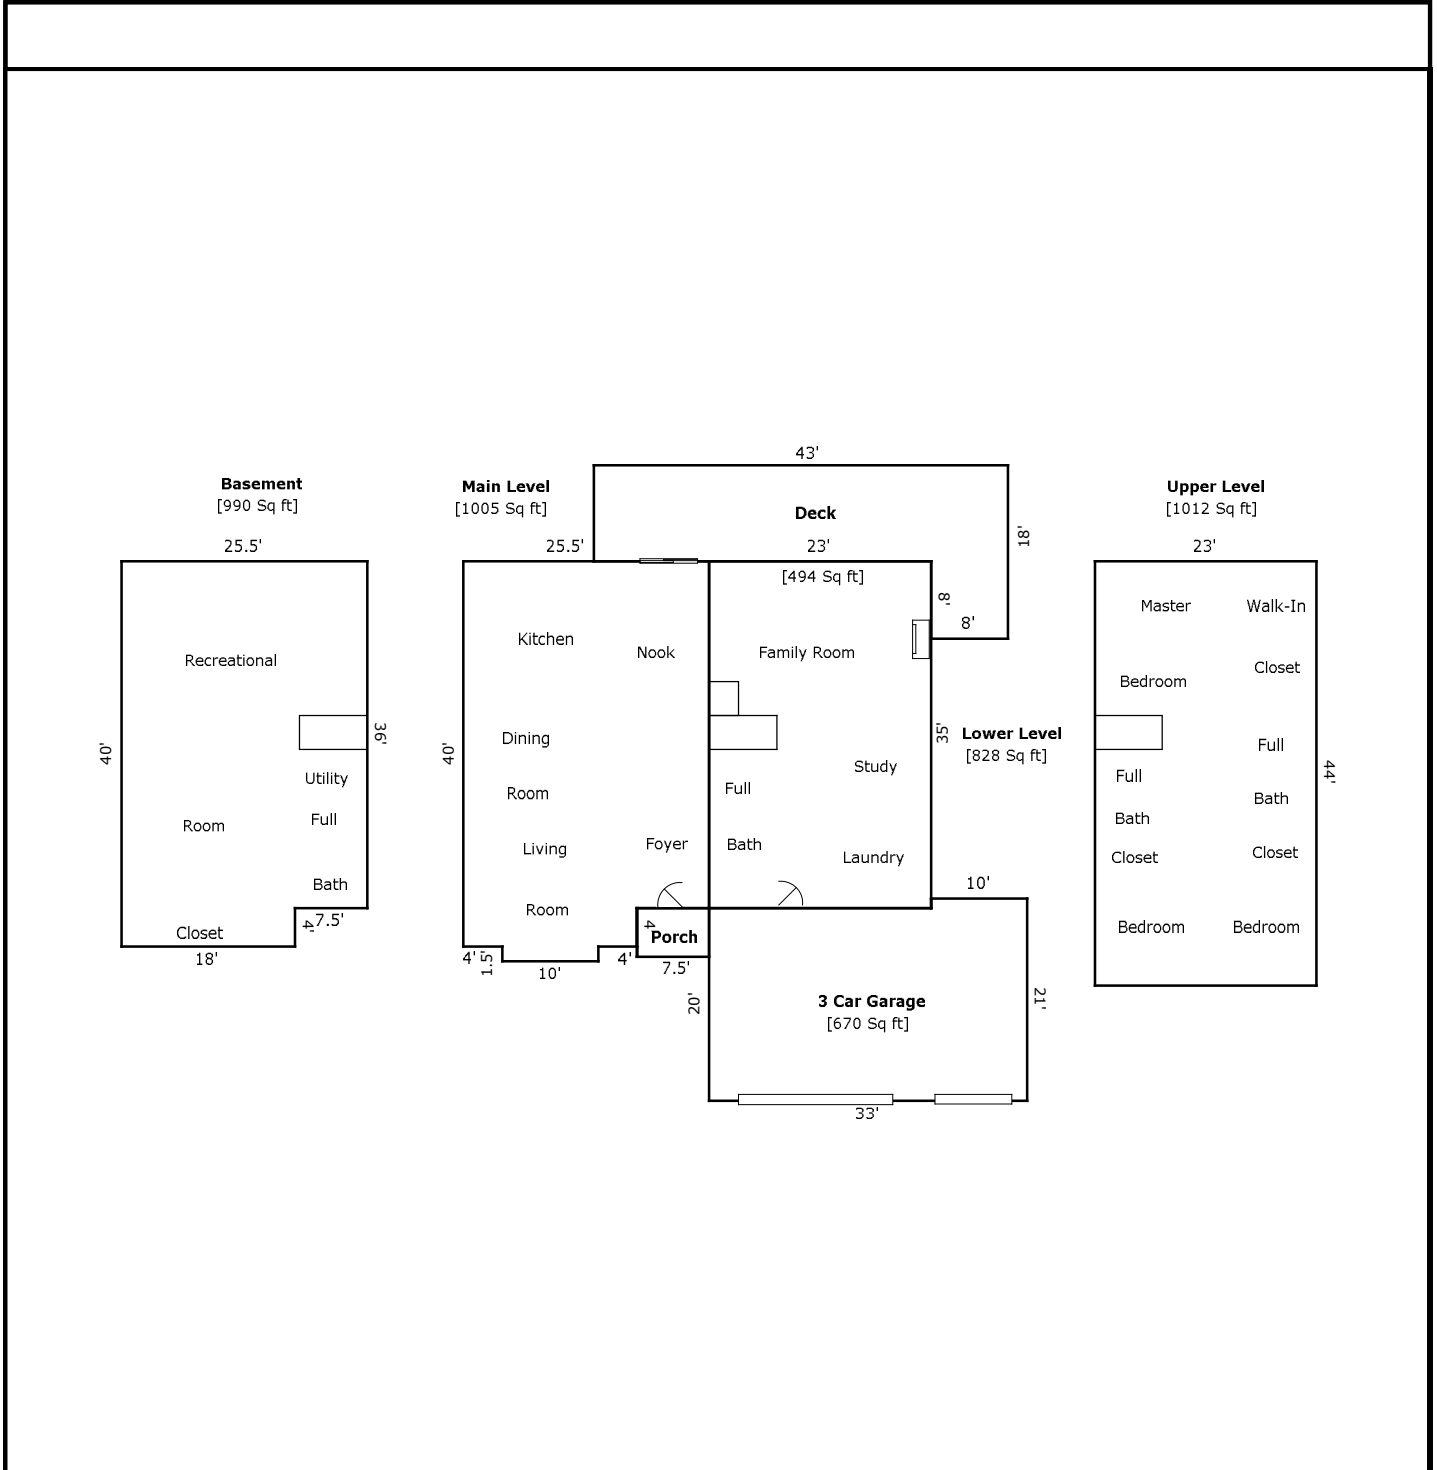 43'
Basement
[990 Sq ft]
Main Level
[1005 Sq ft]
Deck
18'
Upper Level
[1012 Sq ft]
25.5'
25.5'
23'
23'
[494 Sq ft]
8'
8'
Master
Walk-In
Kitchen
Nook
Family Room
Recreational
Closet
Bedroom
40'
36'
40'
Dining
35'
Lower Level
[828 Sq ft]
Full
Study
Utility
Full
Full
44'
Room
Bath
Room
Full
Bath
Living
Foyer
Bath
Laundry
Closet
Closet
Bath
10'
Room
7.5'
4'
4'
Closet
Porch
Bedroom
Bedroom
18'
4'
1.5'
10'
4'
7.5'
20'
3 Car Garage
[670 Sq ft]
21'
33'